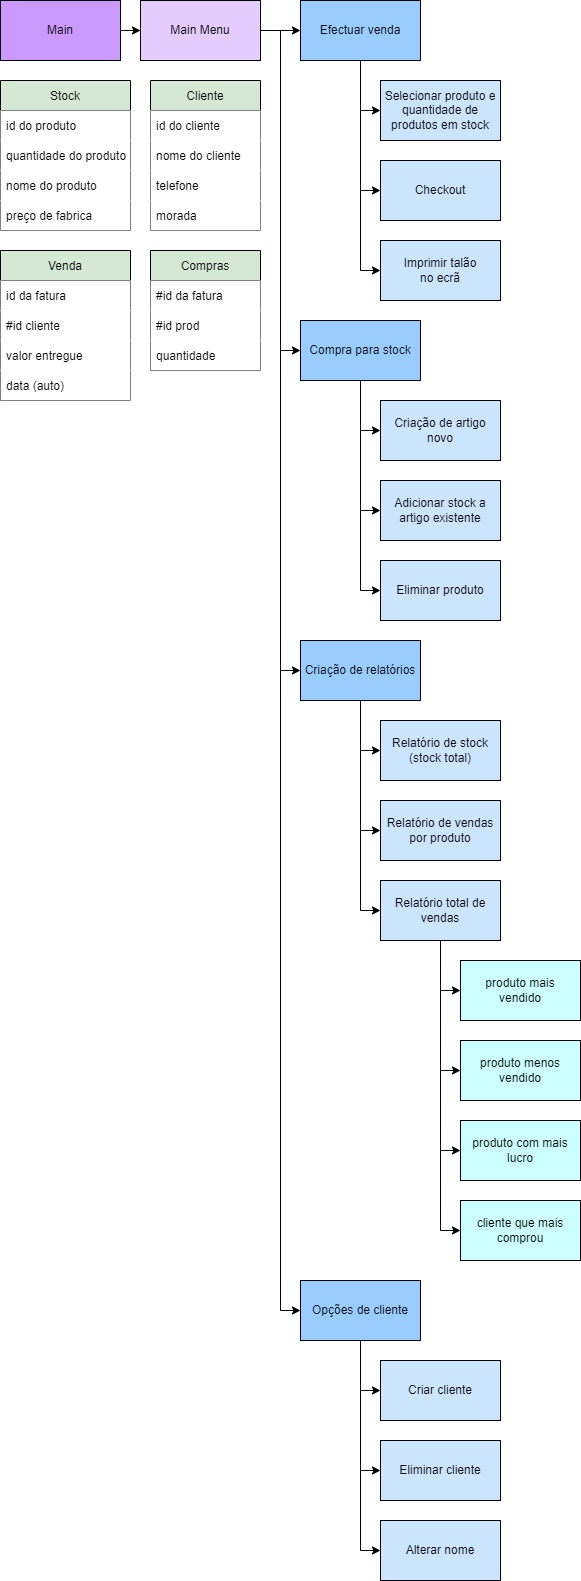 Main
Main Menu
Efectuar venda
Stock
id do produto
quantidade do produto
nome do produto
preço de fabrica
Cliente
id do cliente
nome do cliente
telefone
morada
Venda
id da fatura
#id cliente
valor entregue
data (auto)
Compras
#id da fatura
#id prod
quantidade
Selecionar produto e
quantidade de
produtos em stock
Checkout
Imprimir talão
no ecrã
Compra para stock
Criação de artigo
novo
Adicionar stock a
artigo existente
Eliminar produto
Criação de relatórios
Relatório de stock
(stock total)
Relatório de vendas
por produto
Relatório total de
vendas
produto mais
vendido
produto menos
vendido
produto com mais
lucro
cliente que mais
comprou
Opções de cliente
Criar cliente
Eliminar cliente
Alterar nome